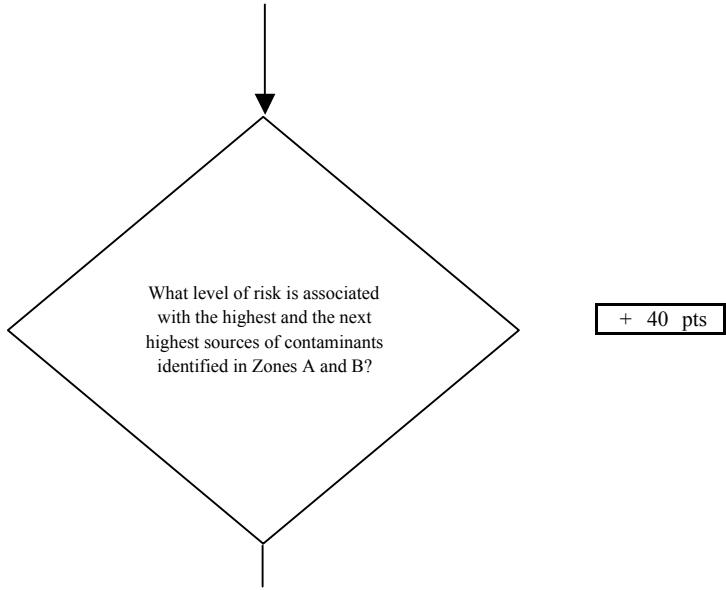 What level of risk is associated
with the highest and the next
highest sources of contaminants
identified in Zones A and B?
+ 40 pts